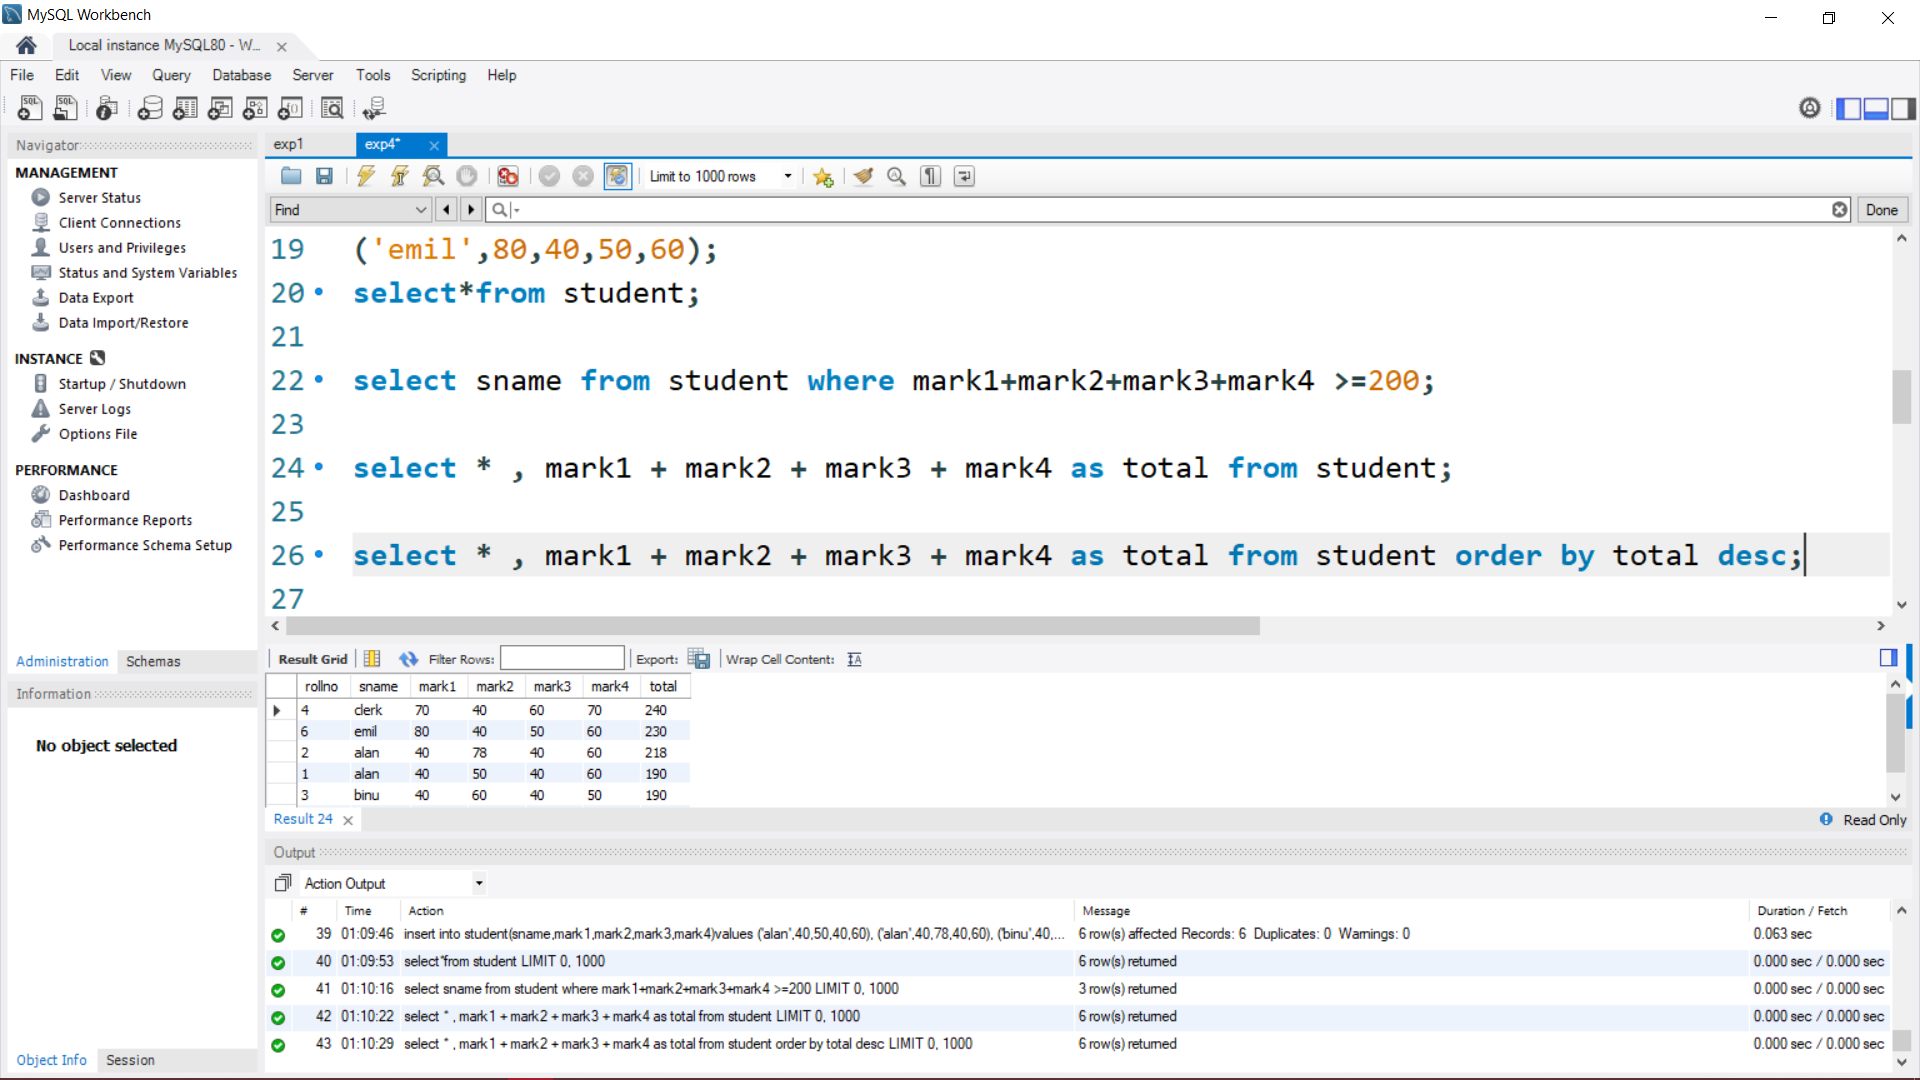 MySQL Workbench
Local instance MySQL80 - W...
File Edit View Query Database Server Tools Scripting Help
Navigator
MANAGEMENT
Server Status
Client Connections
Users and Privileges
Status and System Variables
Data Export
Data Import/Restore
INSTANCE
Startup / Shutdown
Server Logs
Options File
PERFORMANCE
Dashboard
Performance Reports
Performance Schema Setup
Administration Schemas
Information
No object selected
Object Info Session
exp1 exp4*
Limit to 1000 rows
Find Done
19 ('emil',80,40,50,60);
20 select*from student;
21
22 select sname from student where mark1+mark2+mark3+mark4 >=200;
23
24 select * , mark1 + mark2 + mark3 + mark4 as total from student;
25
26 select * , mark1 + mark2 + mark3 + mark4 as total from student order by total desc;
27
Result Grid Filter Rows: Export: Wrap Cell Content:
rollno sname mark1 mark2 mark3 mark4 total
4 clerk 70 40 60 70 240
6 emil 80 40 50 60 230
2 alan 40 78 40 60 218
1 alan 40 50 40 60 190
3 binu 40 60 40 50 190
Result 24 Read Only
Output
Action Output
# Time Action Message Duration / Fetch
39 01:09:46 insert into student(sname,mark1,mark2,mark3,mark4)values ('alan',40,50,40,60), ('alan',40,78,40,60), ('binu',40,... 6 row(s) affected Records: 6 Duplicates: 0 Warnings: 0 0.063 sec
40 01:09:53 select*from student LIMIT 0, 1000 6 row(s) returned 0.000 sec / 0.000 sec
41 01:10:16 select sname from student where mark1+mark2+mark3+mark4 >=200 LIMIT 0, 1000 3 row(s) returned 0.000 sec / 0.000 sec
42 01:10:22 select * , mark1 + mark2 + mark3 + mark4 as total from student LIMIT 0, 1000 6 row(s) returned 0.000 sec / 0.000 sec
43 01:10:29 select * , mark1 + mark2 + mark3 + mark4 as total from student order by total desc LIMIT 0, 1000 6 row(s) returned 0.000 sec / 0.000 sec